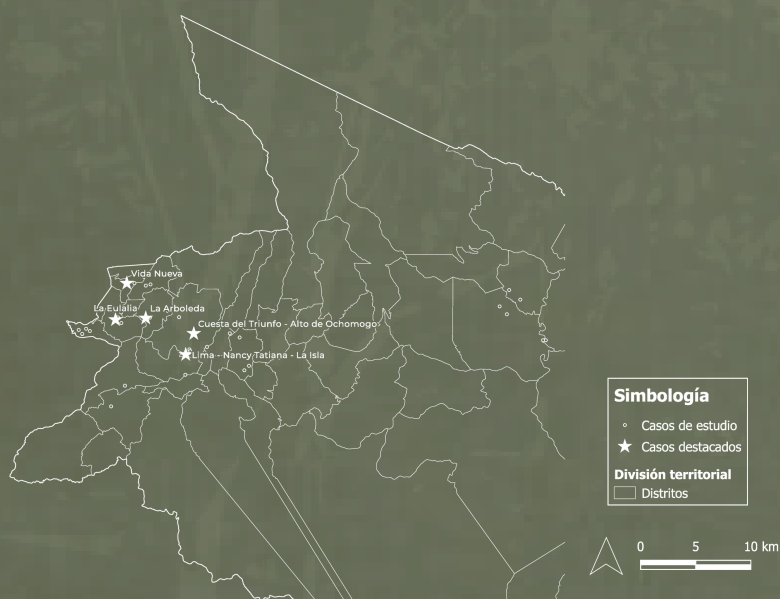 Vida Nueva
La Eulalia
La Arboleda
Cuesta del Triunfo - Alto de Ochomogo
Lima - Nancy Tatiana - La Isla
Simbología
Casos de estudio
Casos destacados
División territorial
Distritos
0 5 10 km